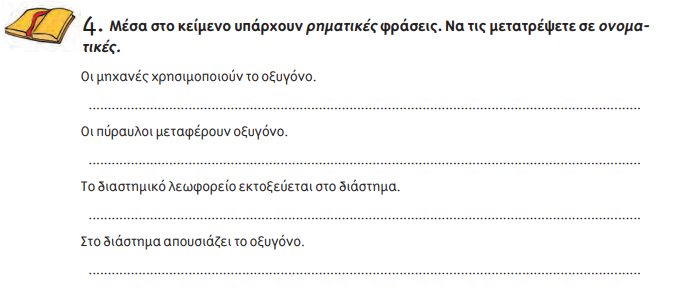 4. Μέσα στο κείμενο υπάρχουν ρηματικές φράσεις. Να τις μετατρέψετε σε ονομα-
τικές.
Οι μηχανές χρησιμοποιούν το οξυγόνο.
................................................................................................................................................
Οι πύραυλοι μεταφέρουν οξυγόνο.
................................................................................................................................................
Το διαστημικό λεωφορείο εκτοξεύεται στο διάστημα.
................................................................................................................................................
Στο διάστημα απουσιάζει το οξυγόνο.
................................................................................................................................................